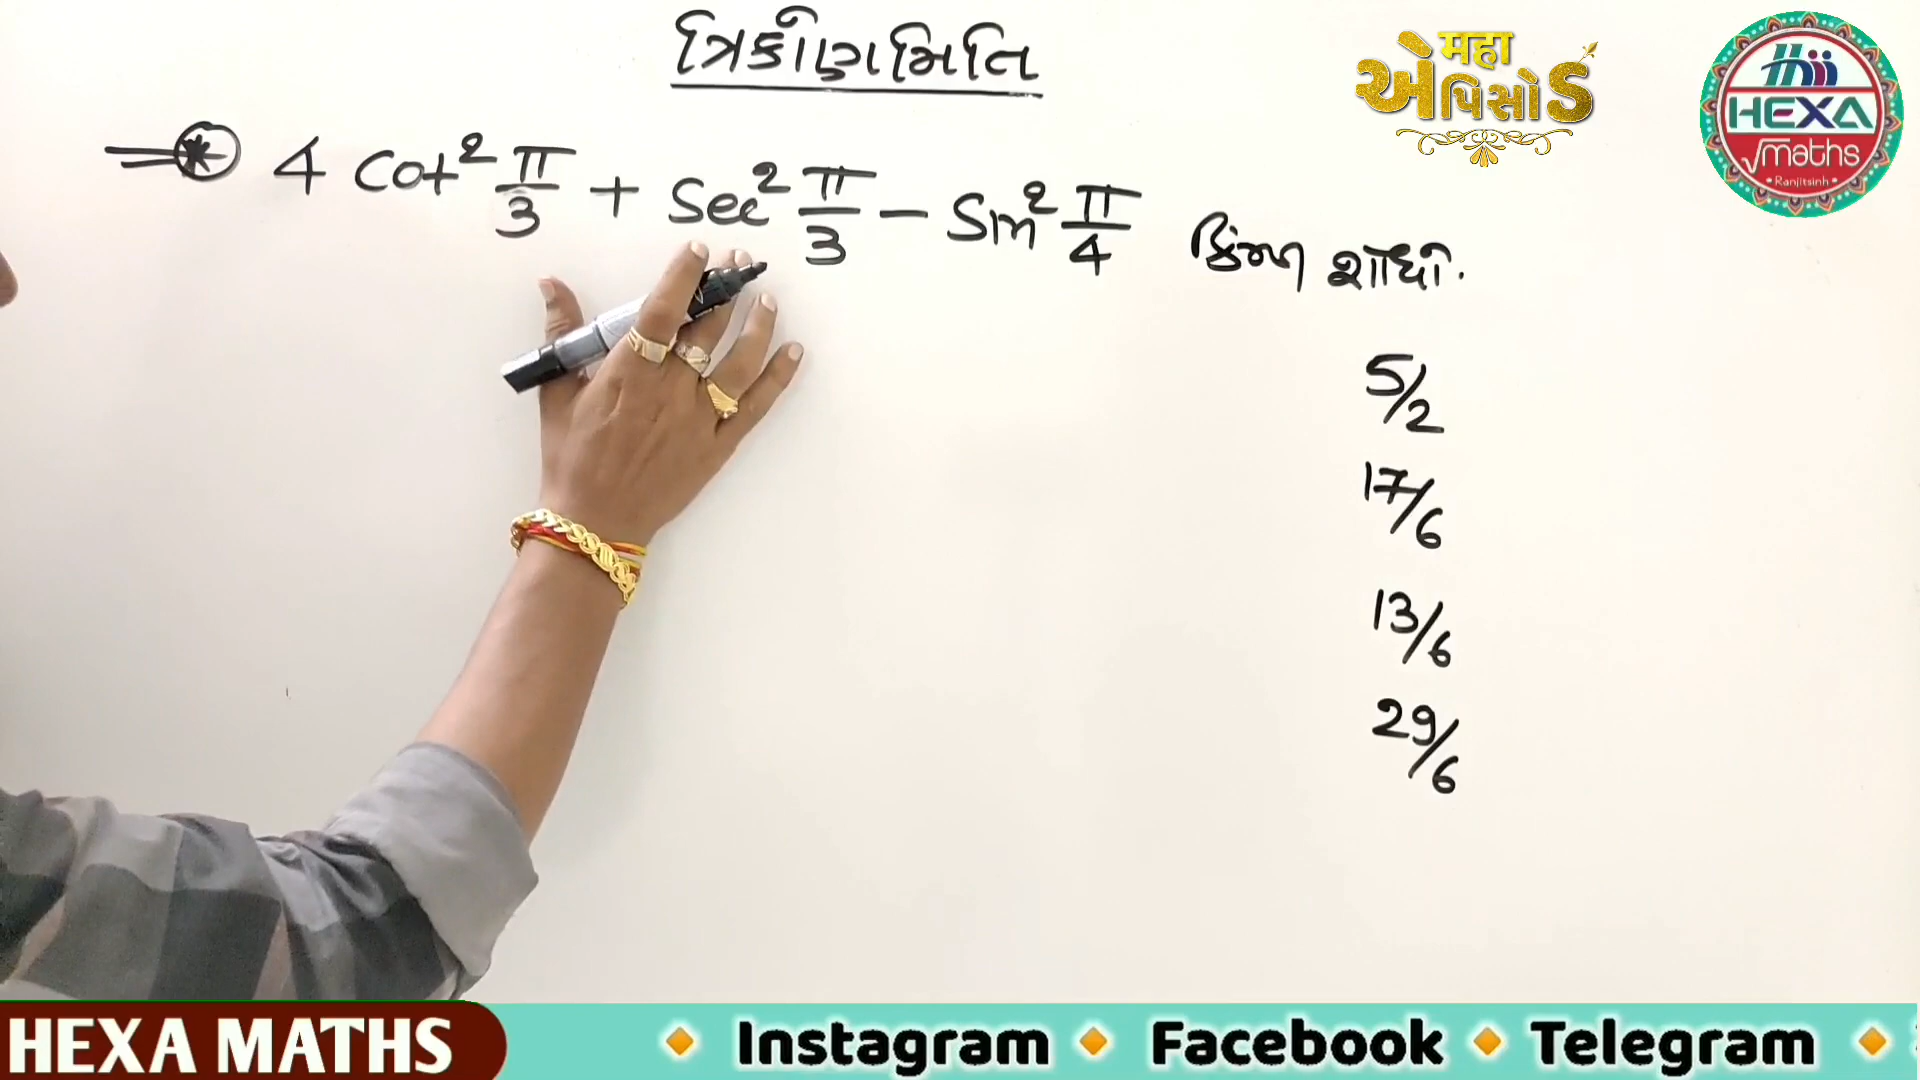 ત્રિકોણમિતિ
महा
એપિસોડ
HEXA
√maths
Ranjitsinh
4 Cot² π/3 + Sec² π/3 − Sin² π/4 કિંમત શોધો.
5/2
17/6
13/6
29/6
HEXA MATHS
Instagram Facebook Telegram